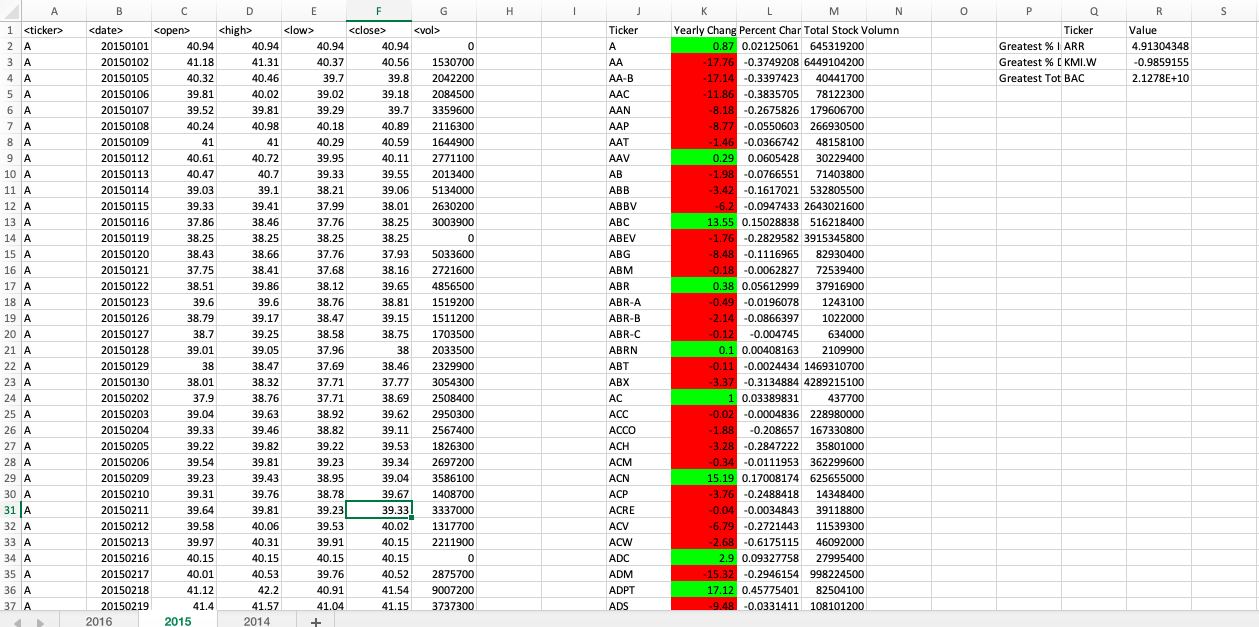 A B C D E F G H I J K L M N O P Q R S
1 <ticker> <date> <open> <high> <low> <close> <vol> Ticker Yearly Chang Percent Char Total Stock Volumn Ticker Value
2 A 20150101 40.94 40.94 40.94 40.94 0 A 0.87 0.02125061 645319200 Greatest % I ARR 4.91304348
3 A 20150102 41.18 41.31 40.37 40.56 1530700 AA -17.76 -0.3749208 6449104200 Greatest % D KMI.W -0.9859155
4 A 20150105 40.32 40.46 39.7 39.8 2042200 AA-B -17.14 -0.3397423 40441700 Greatest Tot BAC 2.1278E+10
5 A 20150106 39.81 40.02 39.02 39.18 2084500 AAC -11.86 -0.3835705 78122300
6 A 20150107 39.52 39.81 39.29 39.7 3359600 AAN -8.18 -0.2675826 179606700
7 A 20150108 40.24 40.98 40.18 40.89 2116300 AAP -8.77 -0.0550603 266930500
8 A 20150109 41 41 40.29 40.59 1644900 AAT -1.46 -0.0366742 48158100
9 A 20150112 40.61 40.72 39.95 40.11 2771100 AAV 0.29 0.0605428 30229400
10 A 20150113 40.47 40.7 39.33 39.55 2013400 AB -1.98 -0.0766551 71403800
11 A 20150114 39.03 39.1 38.21 39.06 5134000 ABB -3.42 -0.1617021 532805500
12 A 20150115 39.33 39.41 37.99 38.01 2630200 ABBV -6.2 -0.0947433 2643021600
13 A 20150116 37.86 38.46 37.76 38.25 3003900 ABC 13.55 0.15028838 516218400
14 A 20150119 38.25 38.25 38.25 38.25 0 ABEV -1.76 -0.2829582 3915345800
15 A 20150120 38.43 38.66 37.76 37.93 5033600 ABG -8.48 -0.1116965 82930400
16 A 20150121 37.75 38.41 37.68 38.16 2721600 ABM -0.18 -0.0062827 72539400
17 A 20150122 38.51 39.86 38.12 39.65 4856500 ABR 0.38 0.05612999 37916900
18 A 20150123 39.6 39.6 38.76 38.81 1519200 ABR-A -0.49 -0.0196078 1243100
19 A 20150126 38.79 39.17 38.47 39.15 1511200 ABR-B -2.14 -0.0866397 1022000
20 A 20150127 38.7 39.25 38.58 38.75 1703500 ABR-C -0.12 -0.004745 634000
21 A 20150128 39.01 39.05 37.96 38 2033500 ABRN 0.1 0.00408163 2109900
22 A 20150129 38 38.47 37.69 38.46 2329900 ABT -0.11 -0.0024434 1469310700
23 A 20150130 38.01 38.32 37.71 37.77 3054300 ABX -3.37 -0.3134884 4289215100
24 A 20150202 37.9 38.76 37.71 38.69 2508400 AC 1 0.03389831 437700
25 A 20150203 39.04 39.63 38.92 39.62 2950300 ACC -0.02 -0.0004836 228980000
26 A 20150204 39.33 39.46 38.82 39.11 2567400 ACCO -1.88 -0.208657 167330800
27 A 20150205 39.22 39.82 39.22 39.53 1826300 ACH -3.28 -0.2847222 35801000
28 A 20150206 39.54 39.81 39.23 39.34 2697200 ACM -0.34 -0.0111953 362299600
29 A 20150209 39.23 39.43 38.95 39.04 3586100 ACN 15.19 0.17008174 625655000
30 A 20150210 39.31 39.76 38.78 39.67 1408700 ACP -3.76 -0.2488418 14348400
31 A 20150211 39.64 39.81 39.23 39.33 3337000 ACRE -0.04 -0.0034843 39118800
32 A 20150212 39.58 40.06 39.53 40.02 1317700 ACV -6.79 -0.2721443 11539300
33 A 20150213 39.97 40.31 39.91 40.15 2211900 ACW -2.68 -0.6175115 46092000
34 A 20150216 40.15 40.15 40.15 40.15 0 ADC 2.9 0.09327758 27995400
35 A 20150217 40.01 40.53 39.76 40.52 2875700 ADM -15.32 -0.2946154 998224500
36 A 20150218 41.12 42.2 40.91 41.54 9007200 ADPT 17.12 0.45775401 82504100
37 A 20150219 41.4 41.57 41.04 41.15 3737300 ADS -9.48 -0.0331411 108101200
2016 2015 2014 +